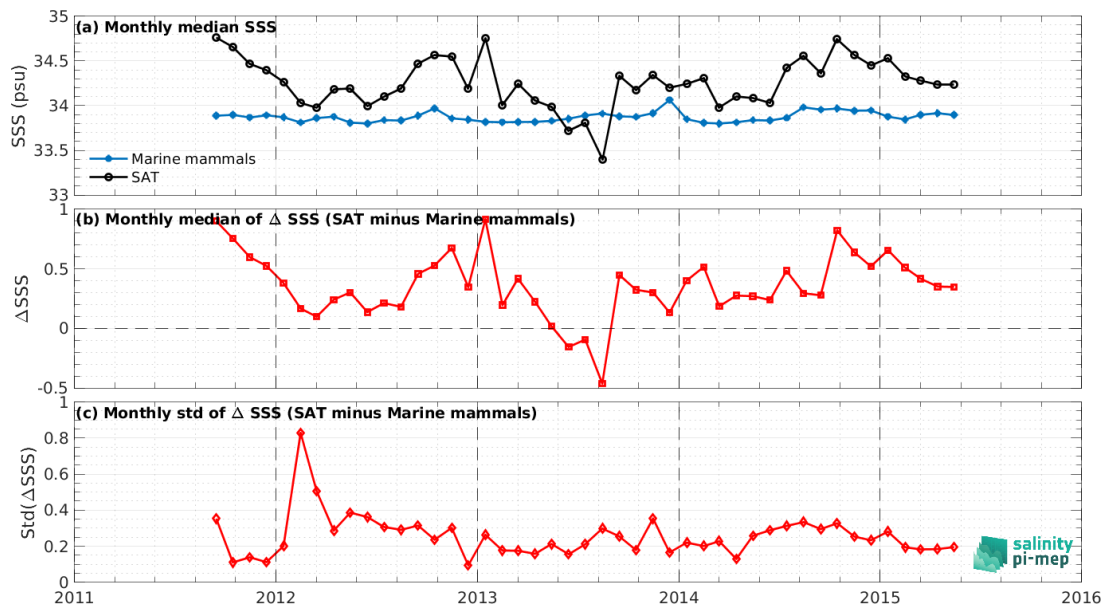 (a) Monthly median SSS
35
34.5
34
33.5
33
SSS (psu)
Marine mammals
SAT
(b) Monthly median of Δ SSS (SAT minus Marine mammals)
1
0.5
0
-0.5
ΔSSS
(c) Monthly std of Δ SSS (SAT minus Marine mammals)
1
0.8
0.6
0.4
0.2
0
Std(ΔSSS)
2011 2012 2013 2014 2015 2016
salinity
pi-mep